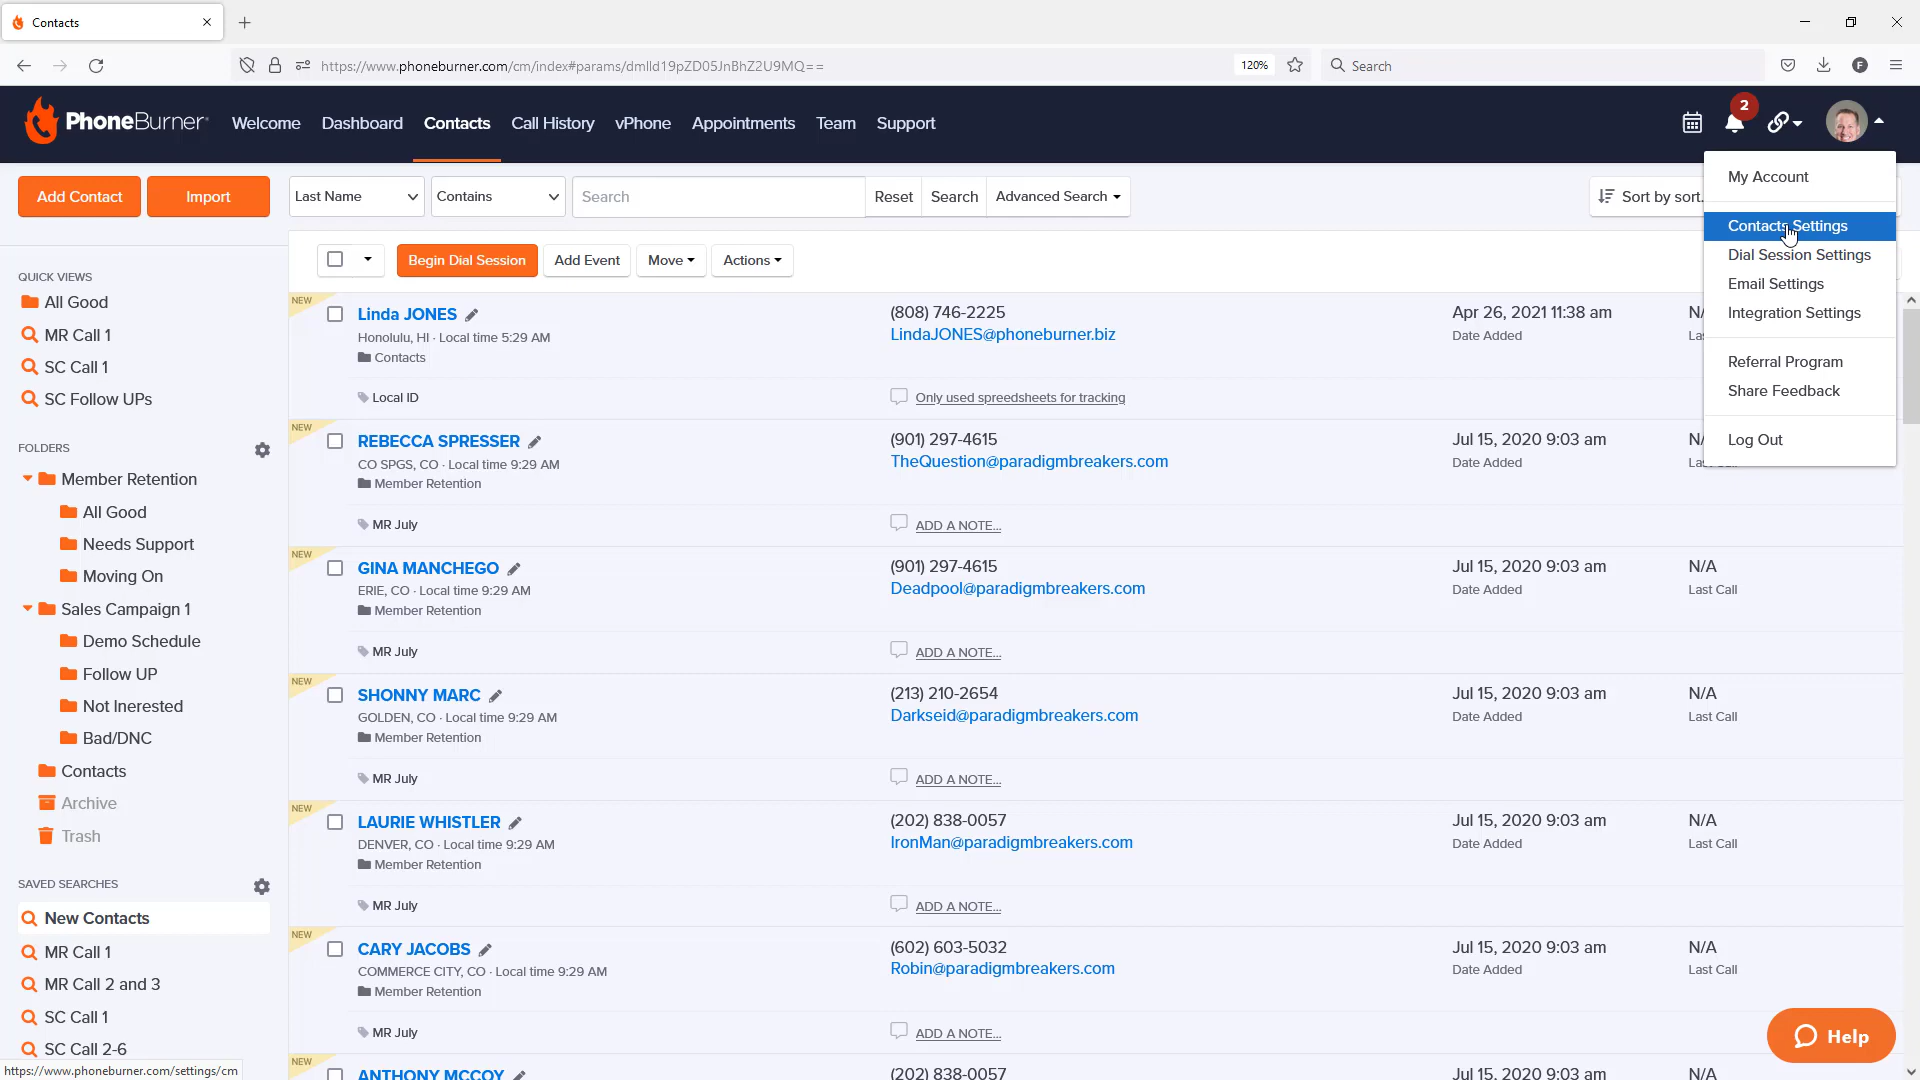 Contacts
https://www.phoneburner.com/cm/index#params/dmlld19pZD05JnBhZ2U9MQ==
120%
Search
F
PhoneBurner
Welcome
Dashboard
Contacts
Call History
vPhone
Appointments
Team
Support
2
Add Contact
Import
Last Name
Contains
Search
Reset
Search
Advanced Search
Sort by sort.
My Account
Contacts Settings
Dial Session Settings
Email Settings
Integration Settings
Referral Program
Share Feedback
Log Out
Begin Dial Session
Add Event
Move
Actions
QUICK VIEWS
All Good
MR Call 1
SC Call 1
SC Follow UPs
FOLDERS
Member Retention
All Good
Needs Support
Moving On
Sales Campaign 1
Demo Schedule
Follow UP
Not Inerested
Bad/DNC
Contacts
Archive
Trash
SAVED SEARCHES
New Contacts
MR Call 1
MR Call 2 and 3
SC Call 1
SC Call 2-6
https://www.phoneburner.com/settings/cm
NEW
Linda JONES
Honolulu, HI · Local time 5:29 AM
Contacts
Local ID
(808) 746-2225
LindaJONES@phoneburner.biz
Only used spreedsheets for tracking
Apr 26, 2021 11:38 am
Date Added
N/
Las
NEW
REBECCA SPRESSER
CO SPGS, CO · Local time 9:29 AM
Member Retention
MR July
(901) 297-4615
TheQuestion@paradigmbreakers.com
ADD A NOTE...
Jul 15, 2020 9:03 am
Date Added
N/
NEW
GINA MANCHEGO
ERIE, CO · Local time 9:29 AM
Member Retention
MR July
(901) 297-4615
Deadpool@paradigmbreakers.com
ADD A NOTE...
Jul 15, 2020 9:03 am
Date Added
N/A
Last Call
NEW
SHONNY MARC
GOLDEN, CO · Local time 9:29 AM
Member Retention
MR July
(213) 210-2654
Darkseid@paradigmbreakers.com
ADD A NOTE...
Jul 15, 2020 9:03 am
Date Added
N/A
Last Call
NEW
LAURIE WHISTLER
DENVER, CO · Local time 9:29 AM
Member Retention
MR July
(202) 838-0057
IronMan@paradigmbreakers.com
ADD A NOTE...
Jul 15, 2020 9:03 am
Date Added
N/A
Last Call
NEW
CARY JACOBS
COMMERCE CITY, CO · Local time 9:29 AM
Member Retention
MR July
(602) 603-5032
Robin@paradigmbreakers.com
ADD A NOTE...
Jul 15, 2020 9:03 am
Date Added
N/A
Last Call
NEW
ANTHONY MCCOY
(202) 838-0057
Jul 15, 2020 9:03 am
N/A
Help